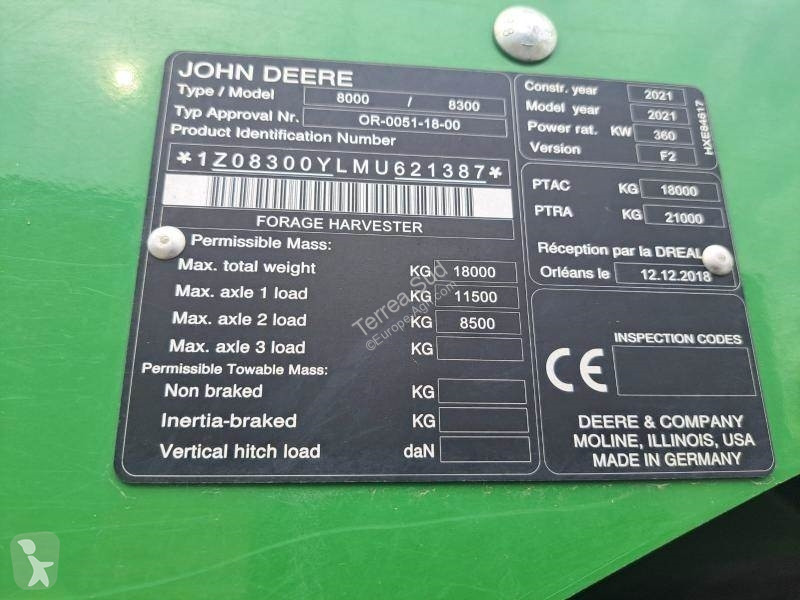 JOHN DEERE
Type / Model 8000 / 8300
Typ Approval Nr. OR-0051-18-00
Product Identification Number
*1Z08300YLMU621387*
FORAGE HARVESTER
Permissible Mass:
Max. total weight KG 18000
Max. axle 1 load KG 11500
Max. axle 2 load KG 8500
Max. axle 3 load KG
Permissible Towable Mass:
Non braked KG
Inertia-braked KG
Vertical hitch load daN
Constr. year 2021
Model year 2021
Power rat. KW 360
Version F2
HXE84617
PTAC KG 18000
PTRA KG 21000
Réception par la DREAL
Orléans le 12.12.2018
CE
INSPECTION CODES
DEERE & COMPANY
MOLINE, ILLINOIS, USA
MADE IN GERMANY
Terrea Sud
©Europe-Agri.com